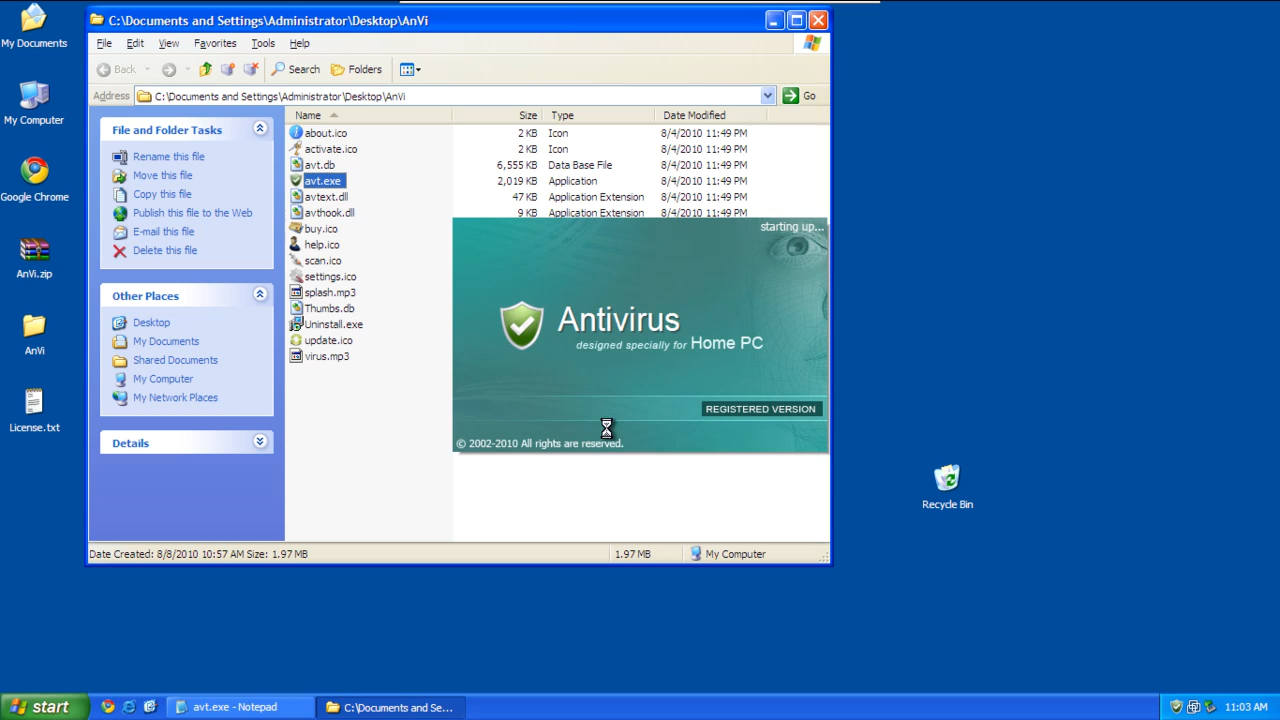 My Documents
My Computer
Google Chrome
AnVi.zip
AnVi
License.txt
C:\Documents and Settings\Administrator\Desktop\AnVi
File Edit View Favorites Tools Help
Back Search Folders
Address C:\Documents and Settings\Administrator\Desktop\AnVi Go
File and Folder Tasks
Rename this file
Move this file
Copy this file
Publish this file to the Web
E-mail this file
Delete this file
Other Places
Desktop
My Documents
Shared Documents
My Computer
My Network Places
Details
Name Size Type Date Modified
about.ico 2 KB Icon 8/4/2010 11:49 PM
activate.ico 2 KB Icon 8/4/2010 11:49 PM
avt.db 6,555 KB Data Base File 8/4/2010 11:49 PM
avt.exe 2,019 KB Application 8/4/2010 11:49 PM
avtext.dll 47 KB Application Extension 8/4/2010 11:49 PM
avthook.dll 9 KB Application Extension 8/4/2010 11:49 PM
buy.ico
help.ico
scan.ico
settings.ico
splash.mp3
Thumbs.db
Uninstall.exe
update.ico
virus.mp3
starting up...
Antivirus
designed specially for Home PC
REGISTERED VERSION
© 2002-2010 All rights are reserved.
Date Created: 8/8/2010 10:57 AM Size: 1.97 MB 1.97 MB My Computer
Recycle Bin
start avt.exe - Notepad C:\Documents and Se... 11:03 AM